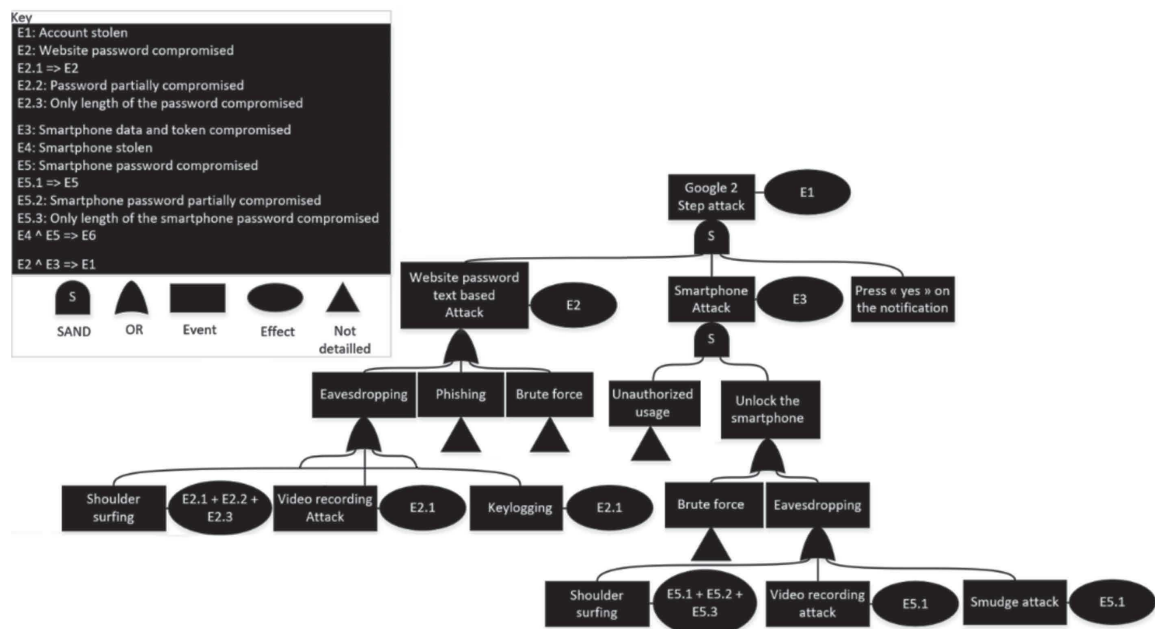 Key
E1: Account stolen
E2: Website password compromised
E2.1 => E2
E2.2: Password partially compromised
E2.3: Only length of the password compromised
E3: Smartphone data and token compromised
E4: Smartphone stolen
E5: Smartphone password compromised
E5.1 => E5
E5.2: Smartphone password partially compromised
E5.3: Only length of the smartphone password compromised
E4 ^ E5 => E6
E2 ^ E3 => E1
S
SAND
OR
Event
Effect
Not
detailled
Google 2
Step attack
E1
S
Website password
text based
Attack
E2
Smartphone
Attack
E3
Press « yes » on
the notification
S
Eavesdropping
Phishing
Brute force
Unauthorized
usage
Unlock the
smartphone
Shoulder
surfing
E2.1 + E2.2 +
E2.3
Video recording
Attack
E2.1
Keylogging
E2.1
Brute force
Eavesdropping
Shoulder
surfing
E5.1 + E5.2 +
E5.3
Video recording
attack
E5.1
Smudge attack
E5.1